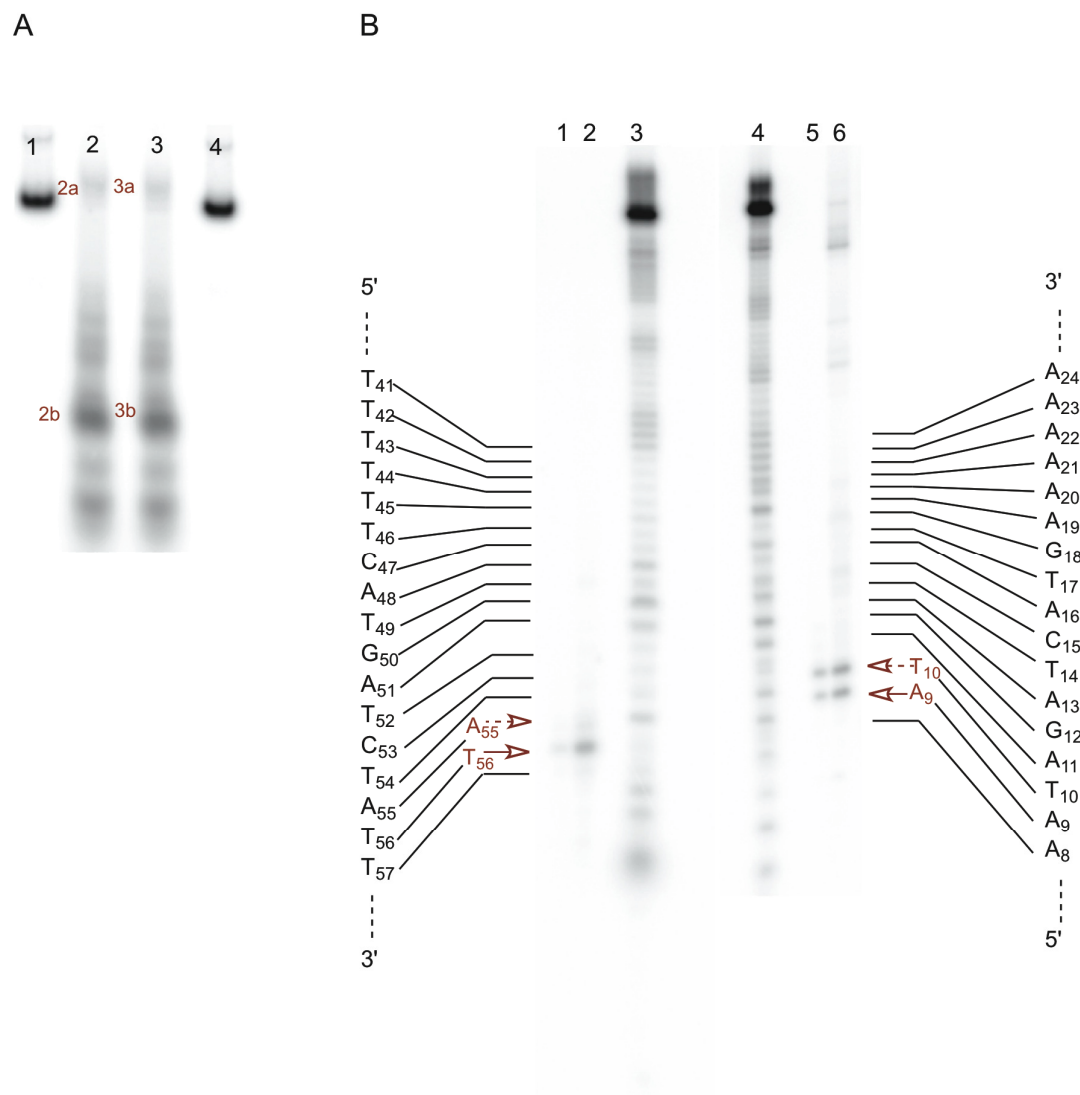 A
B
1
2
3
4
2a
3a
2b
3b
1 2 3 4 5 6
5'
T41
T42
T43
T44
T45
T46
C47
A48
T49
G50
A51
T52
C53
T54
A55
T56
T57
3'
A55
T56
T10
A9
3'
A24
A23
A22
A21
A20
A19
G18
T17
A16
C15
T14
A13
G12
A11
T10
A9
A8
5'